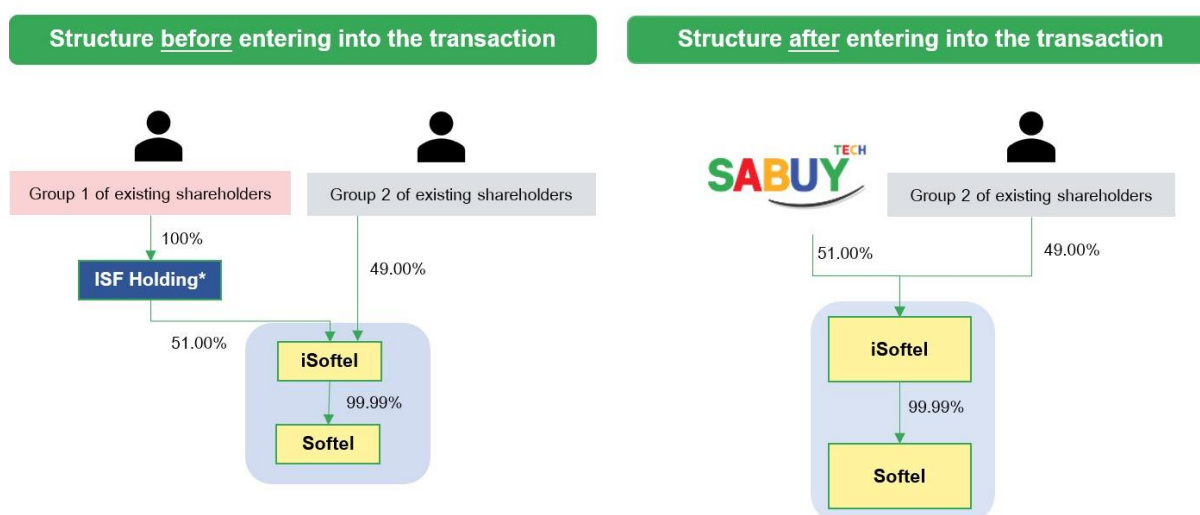 Structure before entering into the transaction
Group 1 of existing shareholders
Group 2 of existing shareholders
100%
ISF Holding*
49.00%
51.00%
iSoftel
99.99%
Softel
Structure after entering into the transaction
SABUY TECH
Group 2 of existing shareholders
51.00%
49.00%
iSoftel
99.99%
Softel